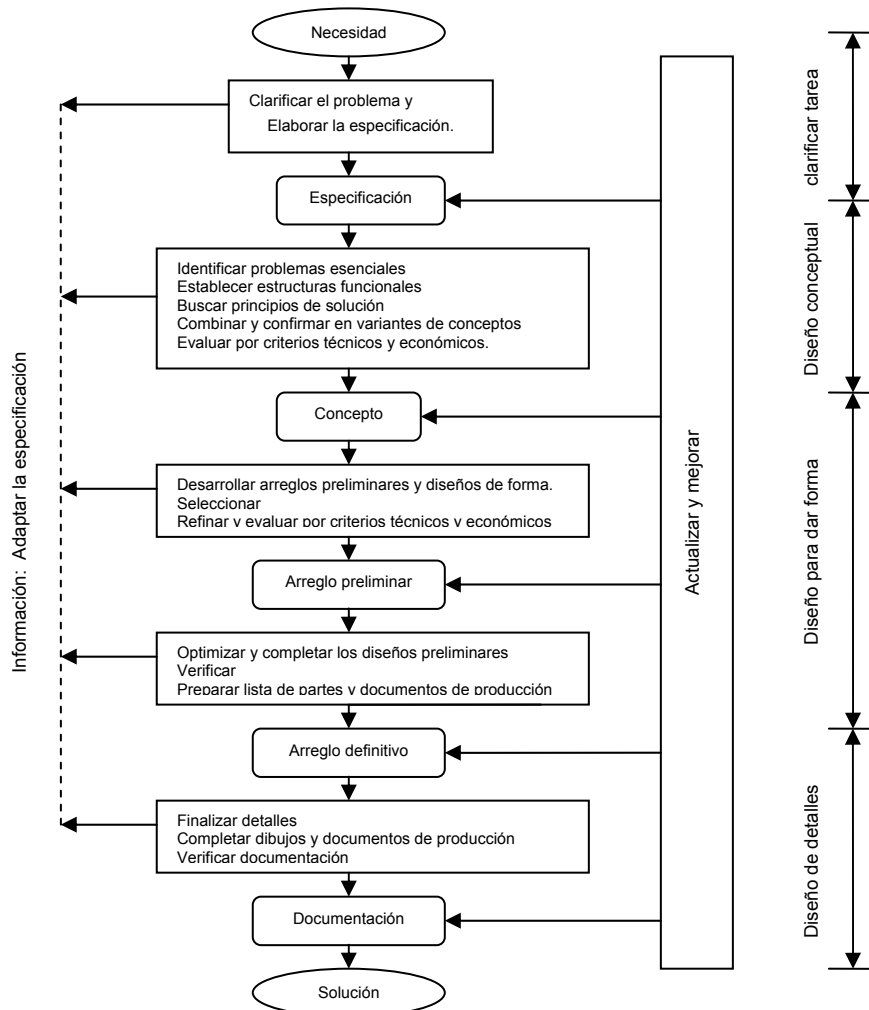 Necesidad
Clarificar el problema y
Elaborar la especificación.
Especificación
Identificar problemas esenciales
Establecer estructuras funcionales
Buscar principios de solución
Combinar y confirmar en variantes de conceptos
Evaluar por criterios técnicos y económicos.
Concepto
Desarrollar arreglos preliminares y diseños de forma.
Seleccionar
Refinar y evaluar por criterios técnicos y económicos
Arreglo preliminar
Optimizar y completar los diseños preliminares
Verificar
Preparar lista de partes y documentos de producción
Arreglo definitivo
Finalizar detalles
Completar dibujos y documentos de producción
Verificar documentación
Documentación
Solución
Información: Adaptar la especificación
Actualizar y mejorar
clarificar tarea
Diseño conceptual
Diseño para dar forma
Diseño de detalles